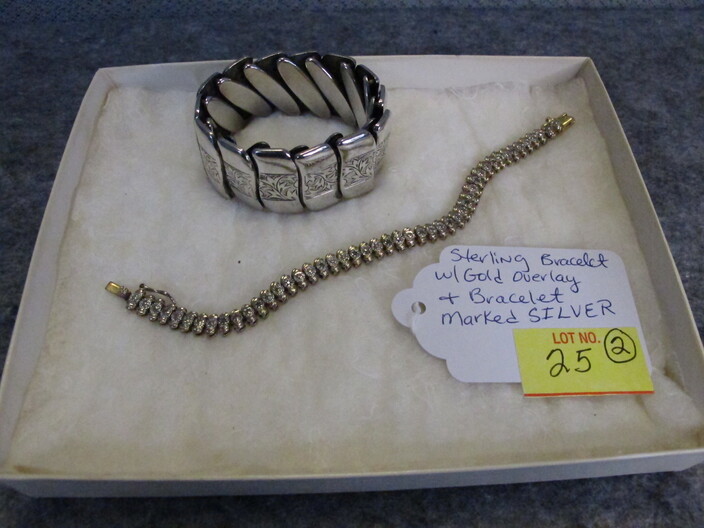 Sterling Bracelet
w/ Gold Overlay
+ Bracelet
Marked SILVER
LOT NO.
25 2